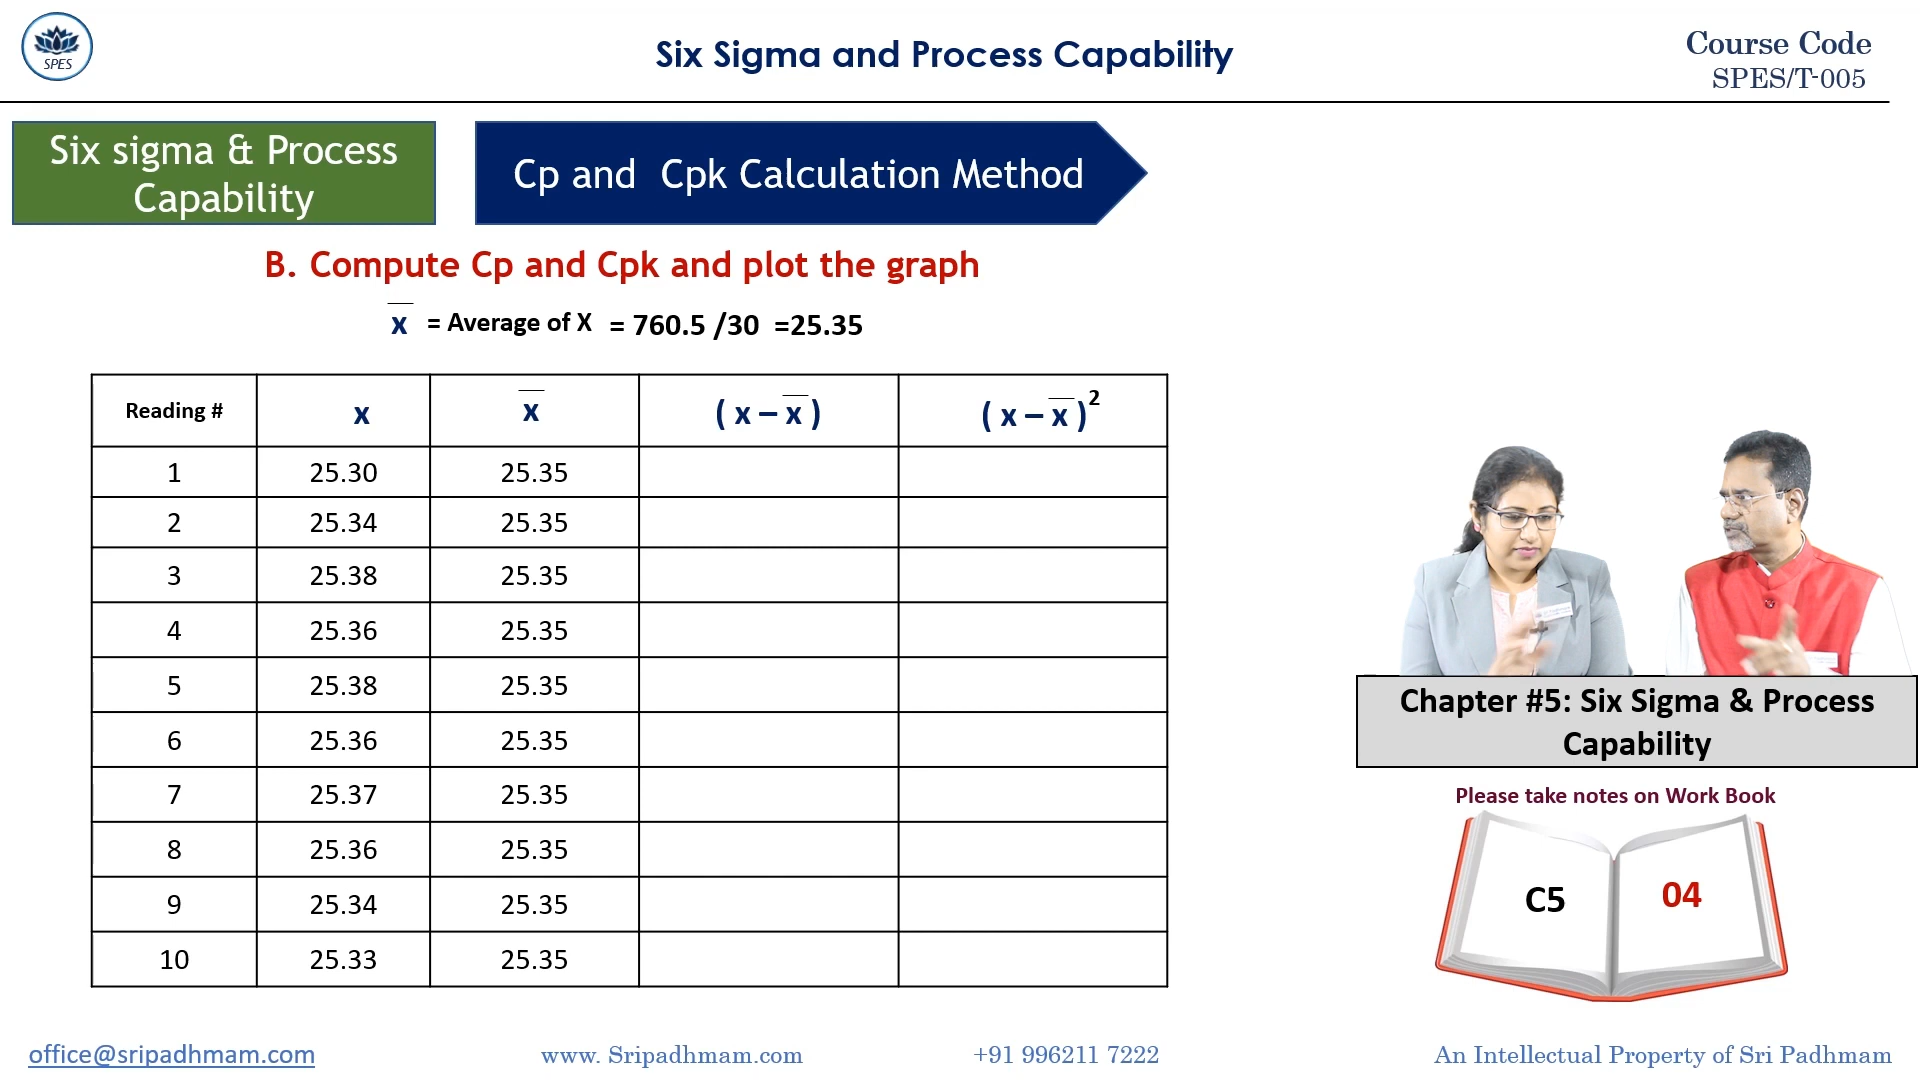 SPES
Six Sigma and Process Capability
Course Code
SPES/T-005
Six sigma & Process
Capability
Cp and Cpk Calculation Method
B. Compute Cp and Cpk and plot the graph
x̅ = Average of X = 760.5 /30 =25.35
Reading # x x̅ ( x – x̅ ) ( x – x̅ )²
1 25.30 25.35
2 25.34 25.35
3 25.38 25.35
4 25.36 25.35
5 25.38 25.35
6 25.36 25.35
7 25.37 25.35
8 25.36 25.35
9 25.34 25.35
10 25.33 25.35
Chapter #5: Six Sigma & Process
Capability
Please take notes on Work Book
C5 04
office@sripadhmam.com www. Sripadhmam.com +91 996211 7222 An Intellectual Property of Sri Padhmam